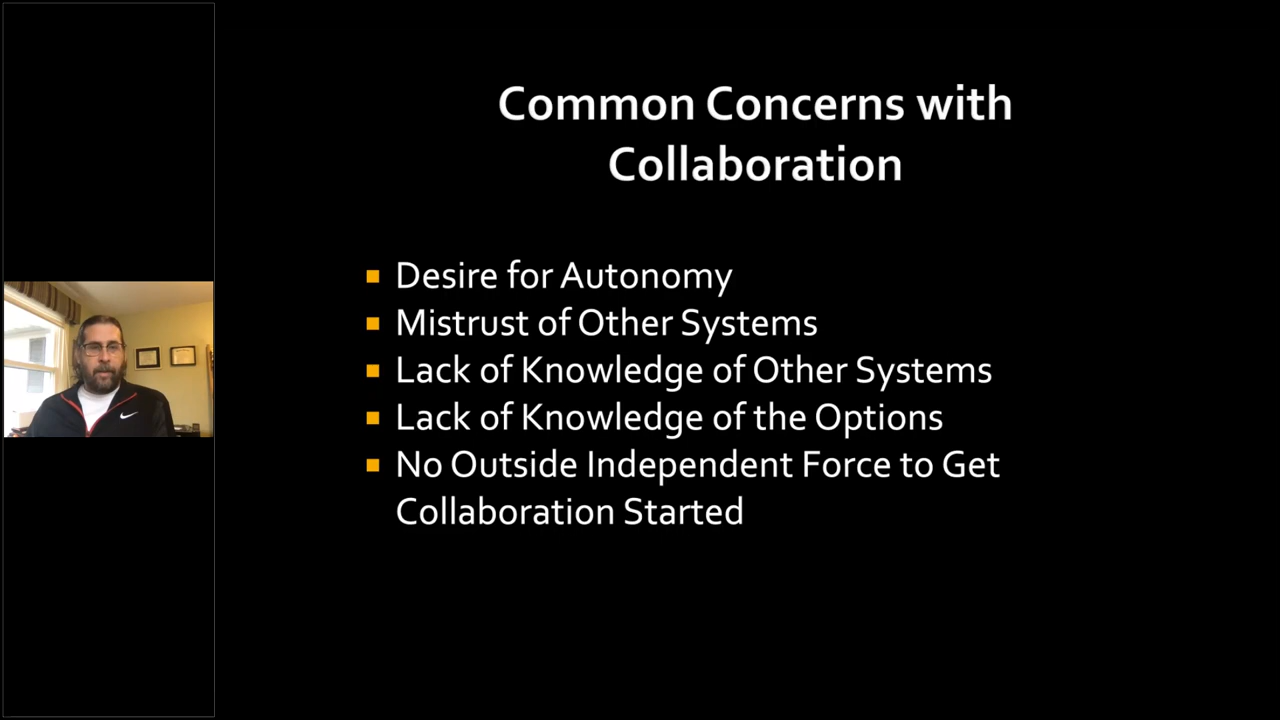 Common Concerns with
Collaboration
Desire for Autonomy
Mistrust of Other Systems
Lack of Knowledge of Other Systems
Lack of Knowledge of the Options
No Outside Independent Force to Get
Collaboration Started